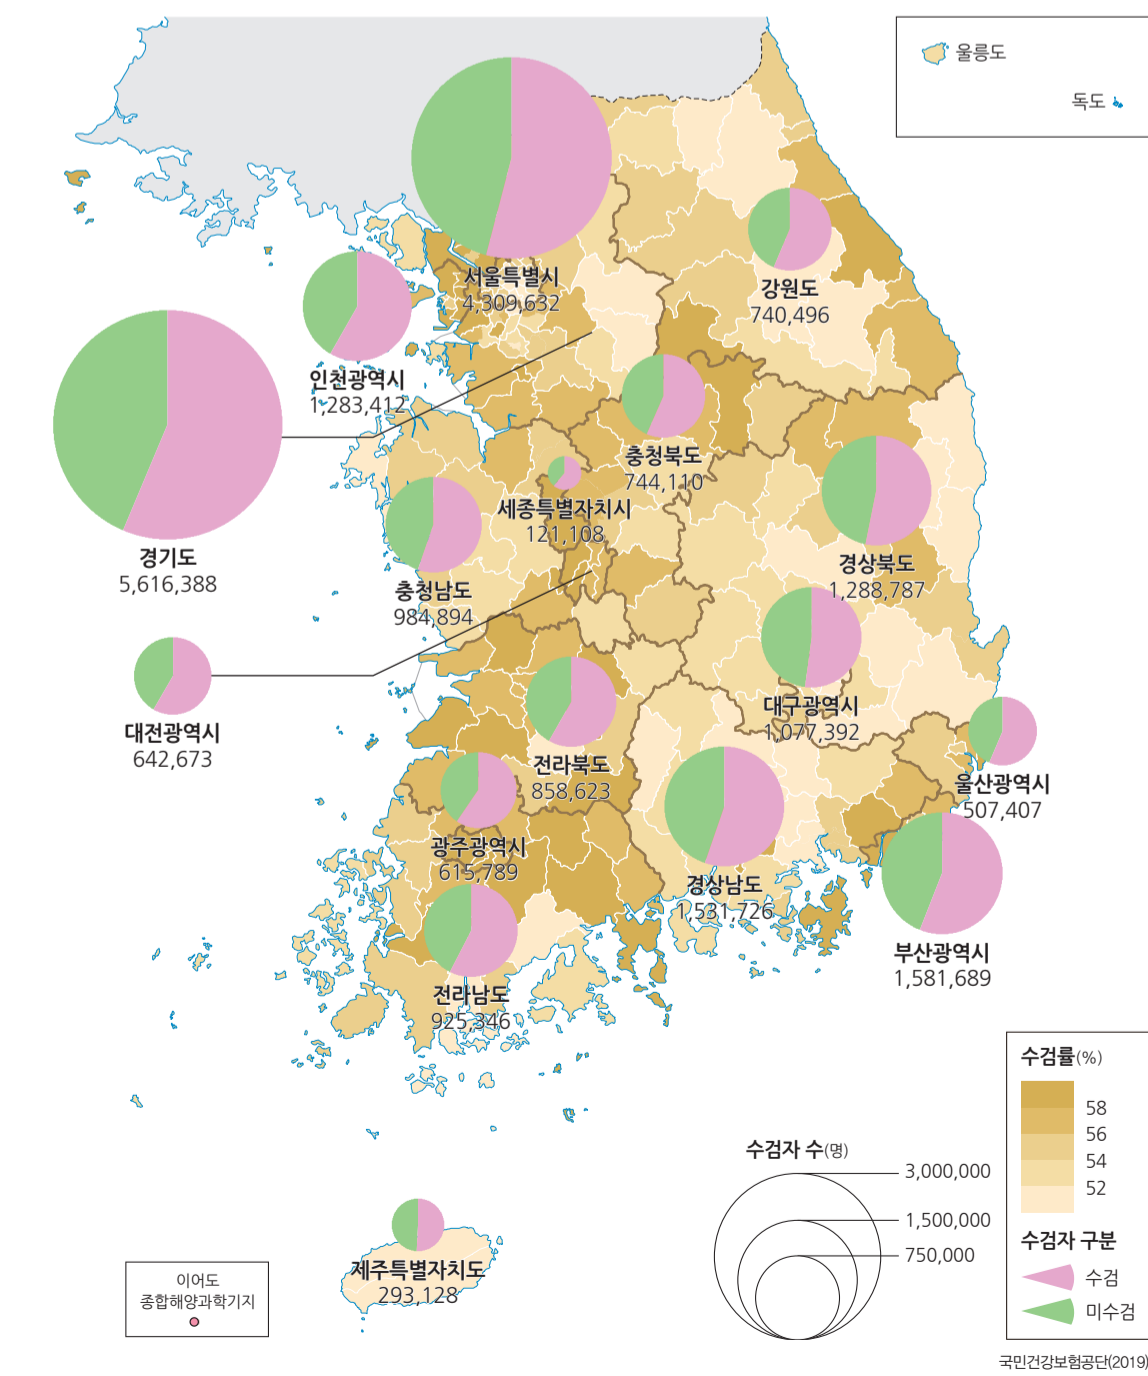 울릉도
독도
서울특별시
4,309,632
강원도
740,496
인천광역시
1,283,412
충청북도
744,110
세종특별자치시
121,108
경상북도
1,288,787
경기도
5,616,388
충청남도
984,894
대전광역시
642,673
대구광역시
1,077,392
전라북도
858,623
울산광역시
507,407
광주광역시
615,789
경상남도
1,531,726
부산광역시
1,581,689
전라남도
925,346
제주특별자치도
293,128
이어도
종합해양과학기지
수검자 수(명)
3,000,000
1,500,000
750,000
수검률(%)
58
56
54
52
수검자 구분
수검
미수검
국민건강보험공단(2019)